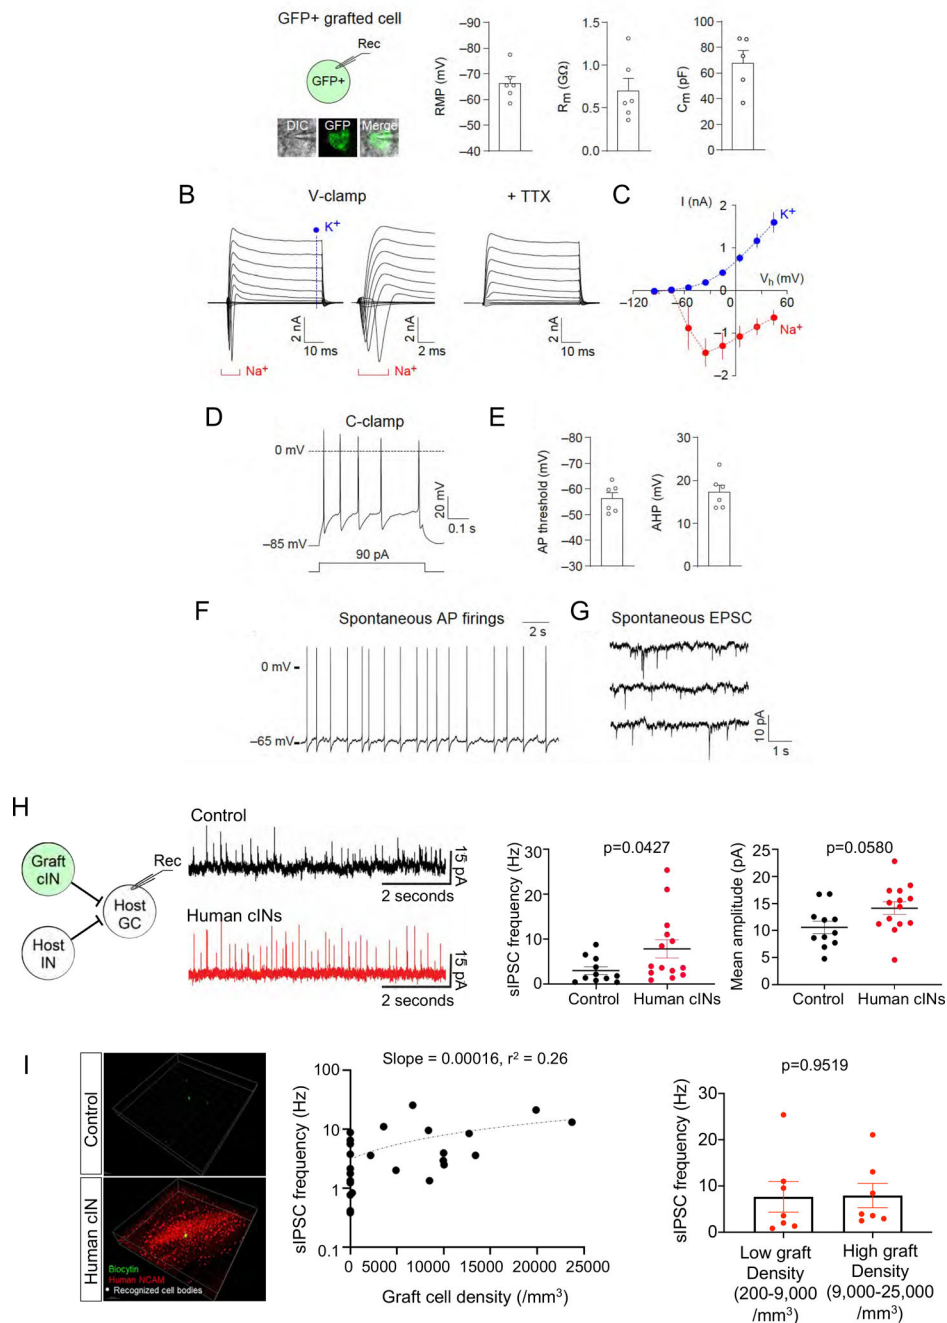 GFP+ grafted cell
Rec
GFP+
DIC GFP Merge
RMP (mV)
−90
−80
−70
−60
−50
−40
Rm (GΩ)
1.5
1.0
0.5
0.0
Cm (pF)
100
80
60
40
20
0
B
V-clamp
+ TTX
K+
2 nA
10 ms
2 nA
2 ms
2 nA
10 ms
Na+
Na+
C
I (nA)
2
1
0
−1
−2
K+
Vh (mV)
−120 −60 0 60
Na+
D
C-clamp
0 mV
20 mV
0.1 s
−85 mV
90 pA
E
AP threshold (mV)
−80
−70
−60
−50
−40
−30
AHP (mV)
30
20
10
0
F
Spontaneous AP firings
2 s
0 mV
−65 mV
G
Spontaneous EPSC
10 pA
1 s
H
Graft cIN
Host IN
Host GC
Rec
Control
15 pA
2 seconds
Human cINs
15 pA
2 seconds
p=0.0427
sIPSC frequency (Hz)
30
20
10
0
Control Human cINs
p=0.0580
Mean amplitude (pA)
25
20
15
10
5
0
Control Human cINs
I
Control
Human cIN
Biocytin
Human NCAM
Recognized cell bodies
Slope = 0.00016, r2 = 0.26
sIPSC frequency (Hz)
100
10
1
0.1
0 5000 10000 15000 20000 25000
Graft cell density (/mm3)
p=0.9519
sIPSC frequency (Hz)
30
20
10
0
Low graft
Density
(200-9,000
/mm3)
High graft
Density
(9,000-25,000
/mm3)